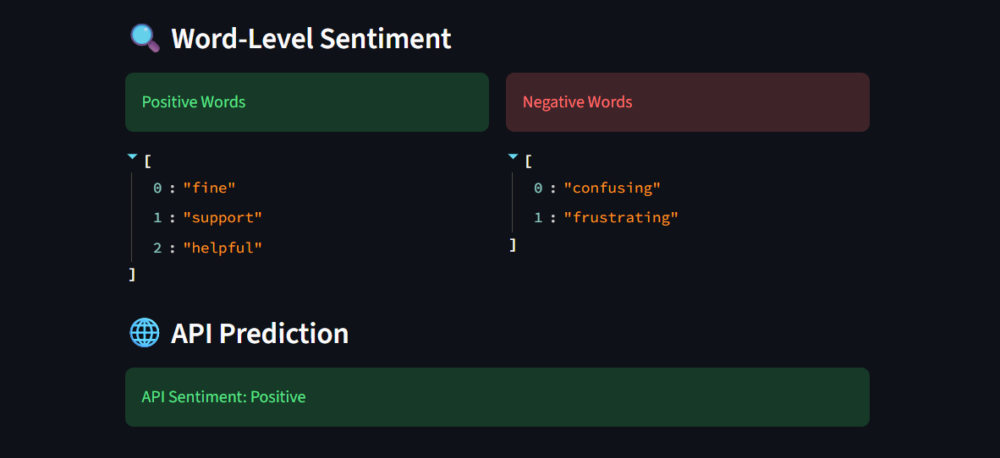 Word-Level Sentiment
Positive Words
[
0 : "fine"
1 : "support"
2 : "helpful"
]
Negative Words
[
0 : "confusing"
1 : "frustrating"
]
API Prediction
API Sentiment: Positive